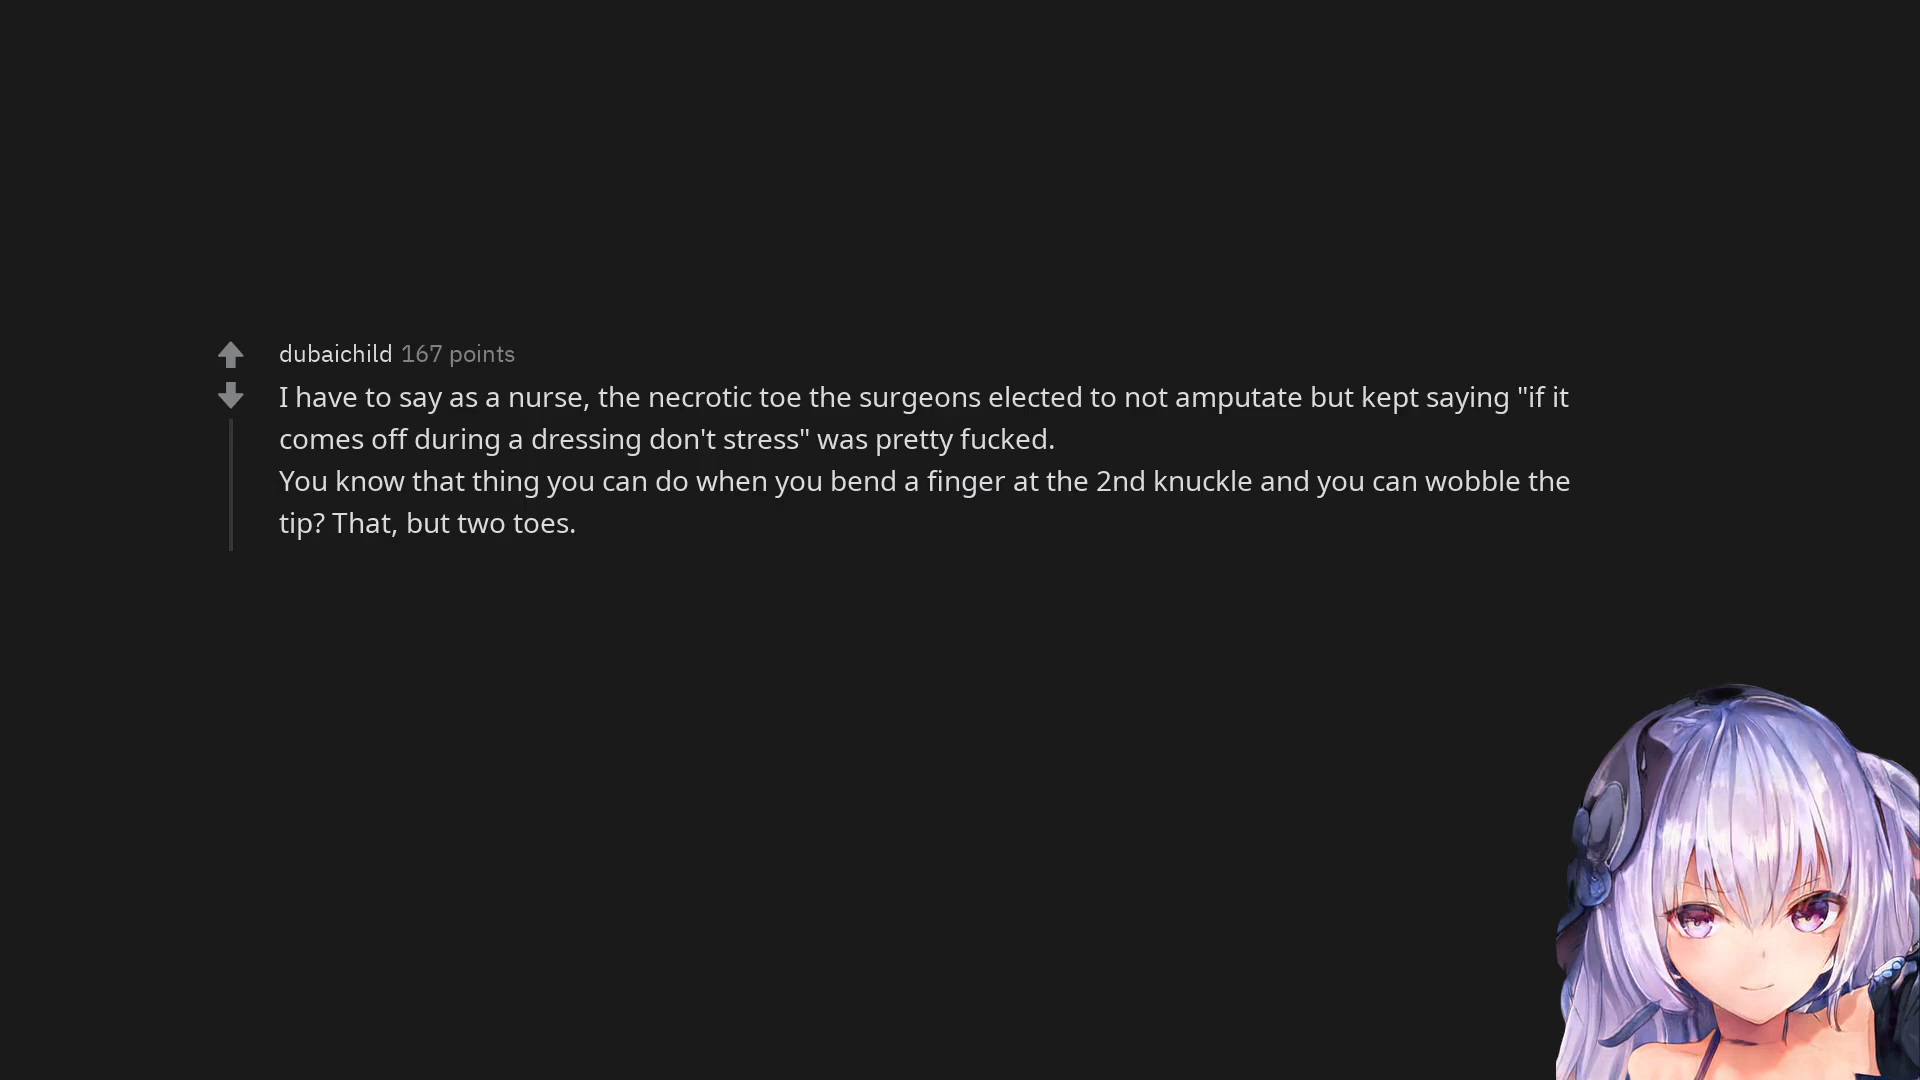 dubaichild 167 points
I have to say as a nurse, the necrotic toe the surgeons elected to not amputate but kept saying "if it
comes off during a dressing don't stress" was pretty fucked.
You know that thing you can do when you bend a finger at the 2nd knuckle and you can wobble the
tip? That, but two toes.